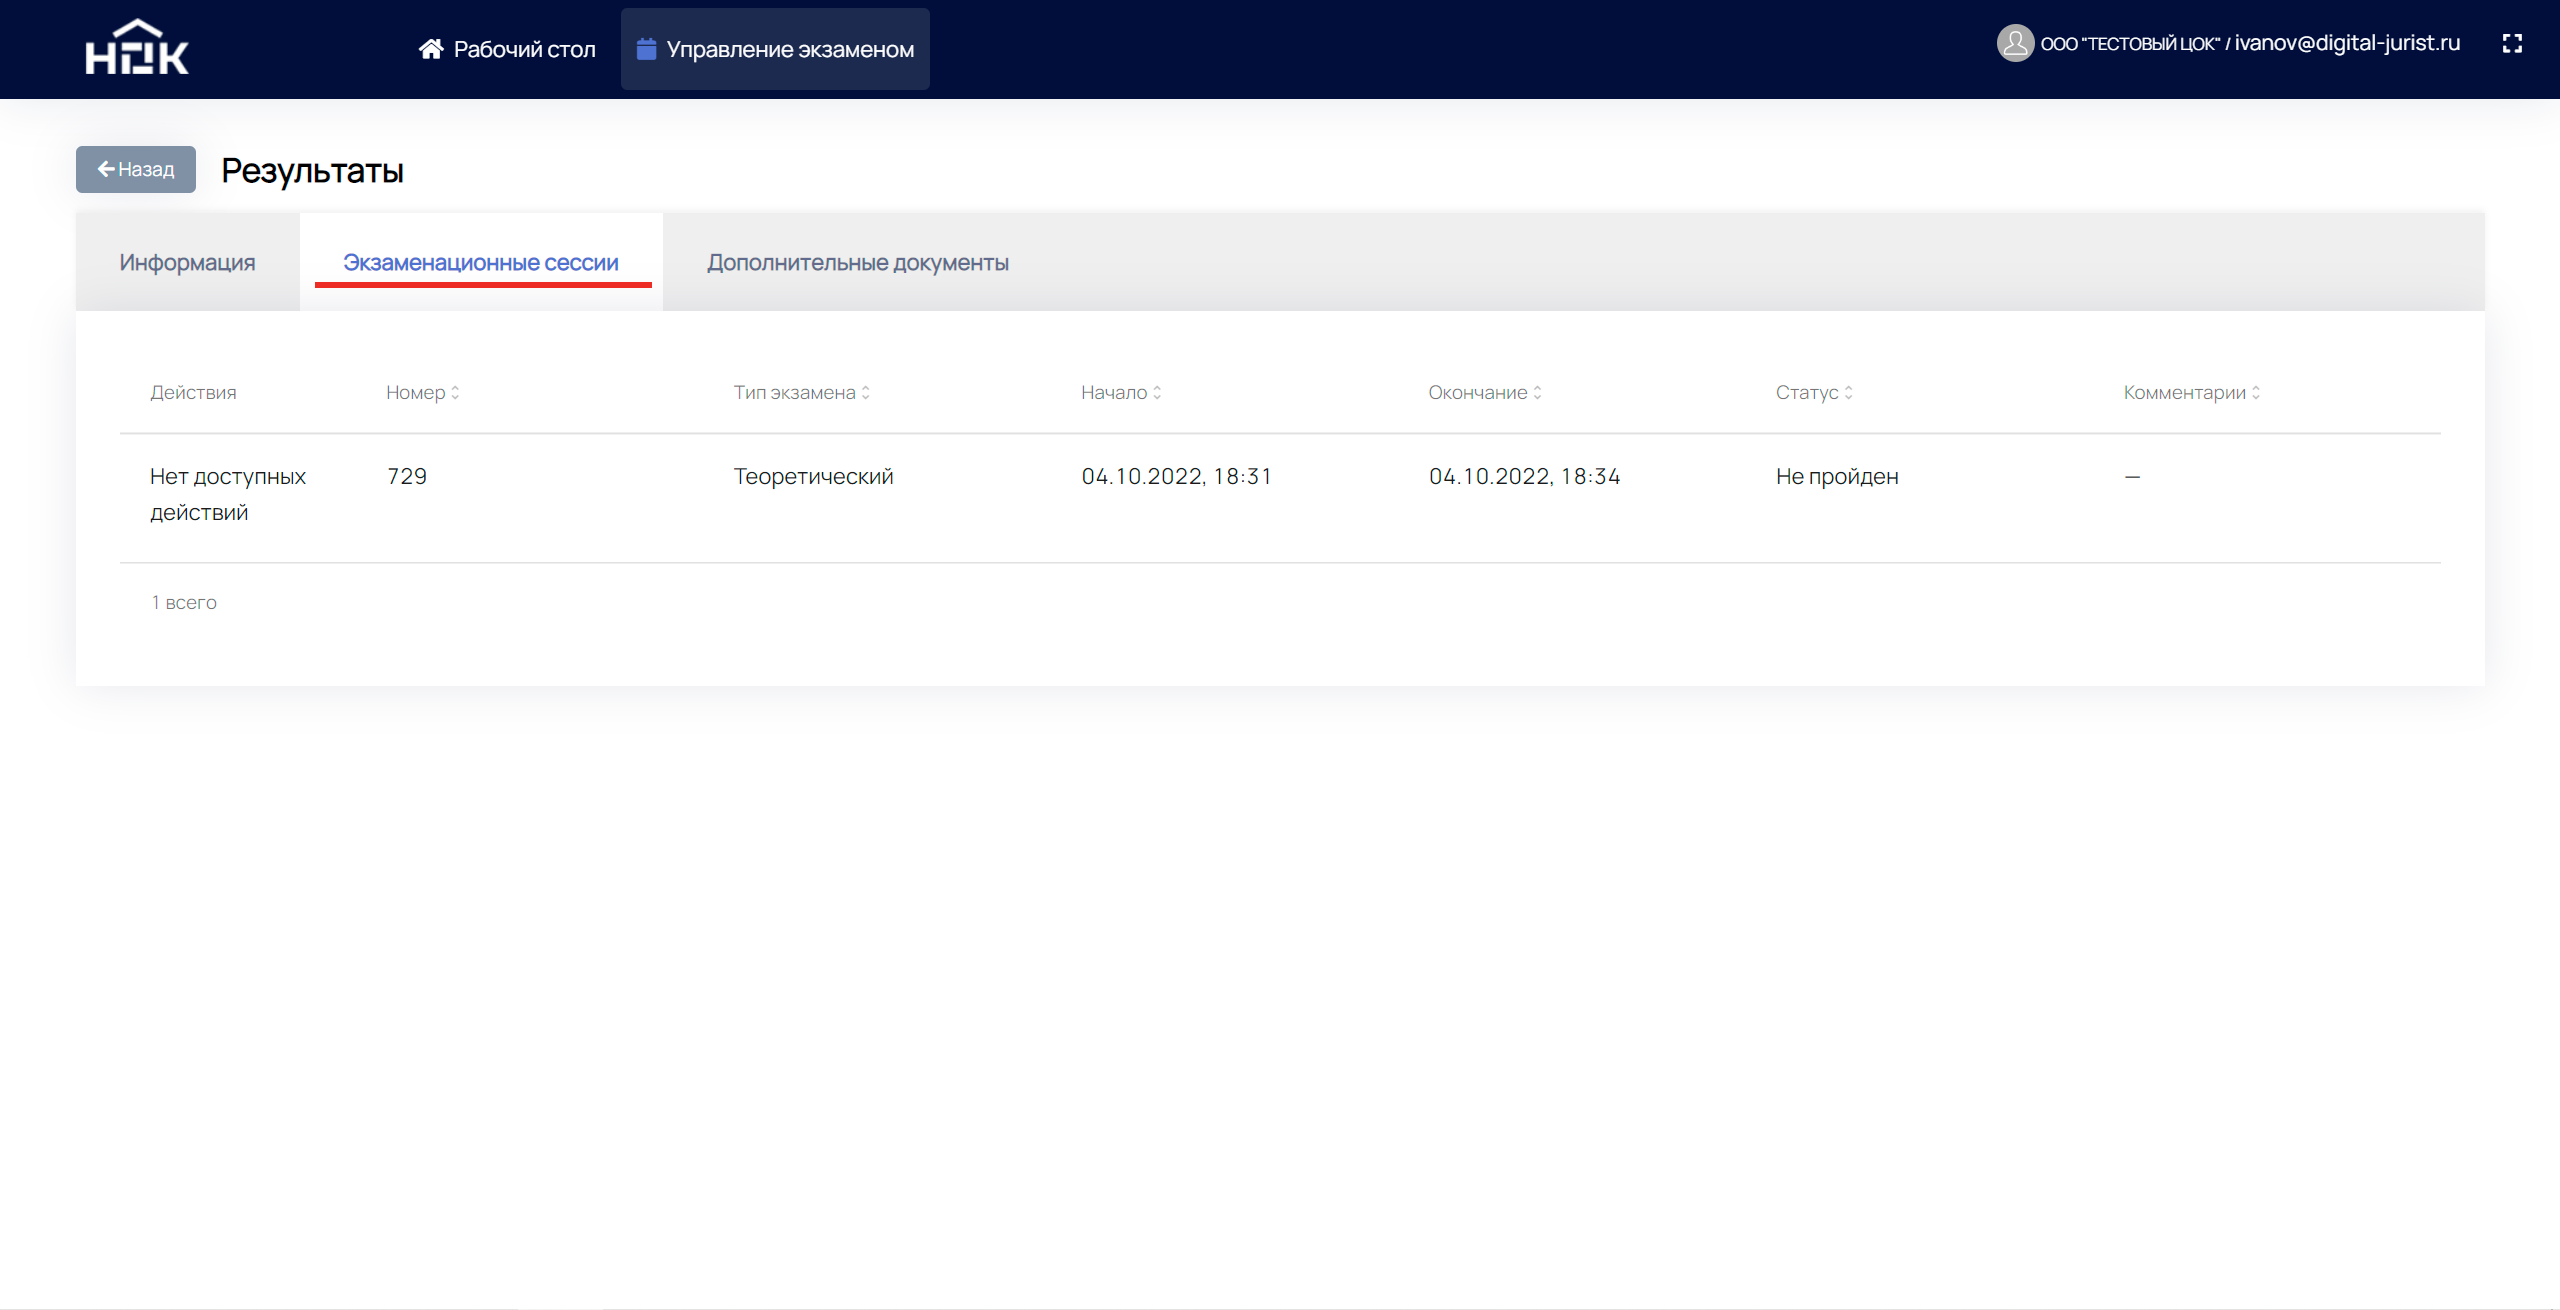 НОК
Рабочий стол
Управление экзаменом
ООО "ТЕСТОВЫЙ ЦОК" / ivanov@digital-jurist.ru
Назад
Результаты
Информация
Экзаменационные сессии
Дополнительные документы
Действия Номер Тип экзамена Начало Окончание Статус Комментарии
Нет доступных действий 729 Теоретический 04.10.2022, 18:31 04.10.2022, 18:34 Не пройден —
1 всего